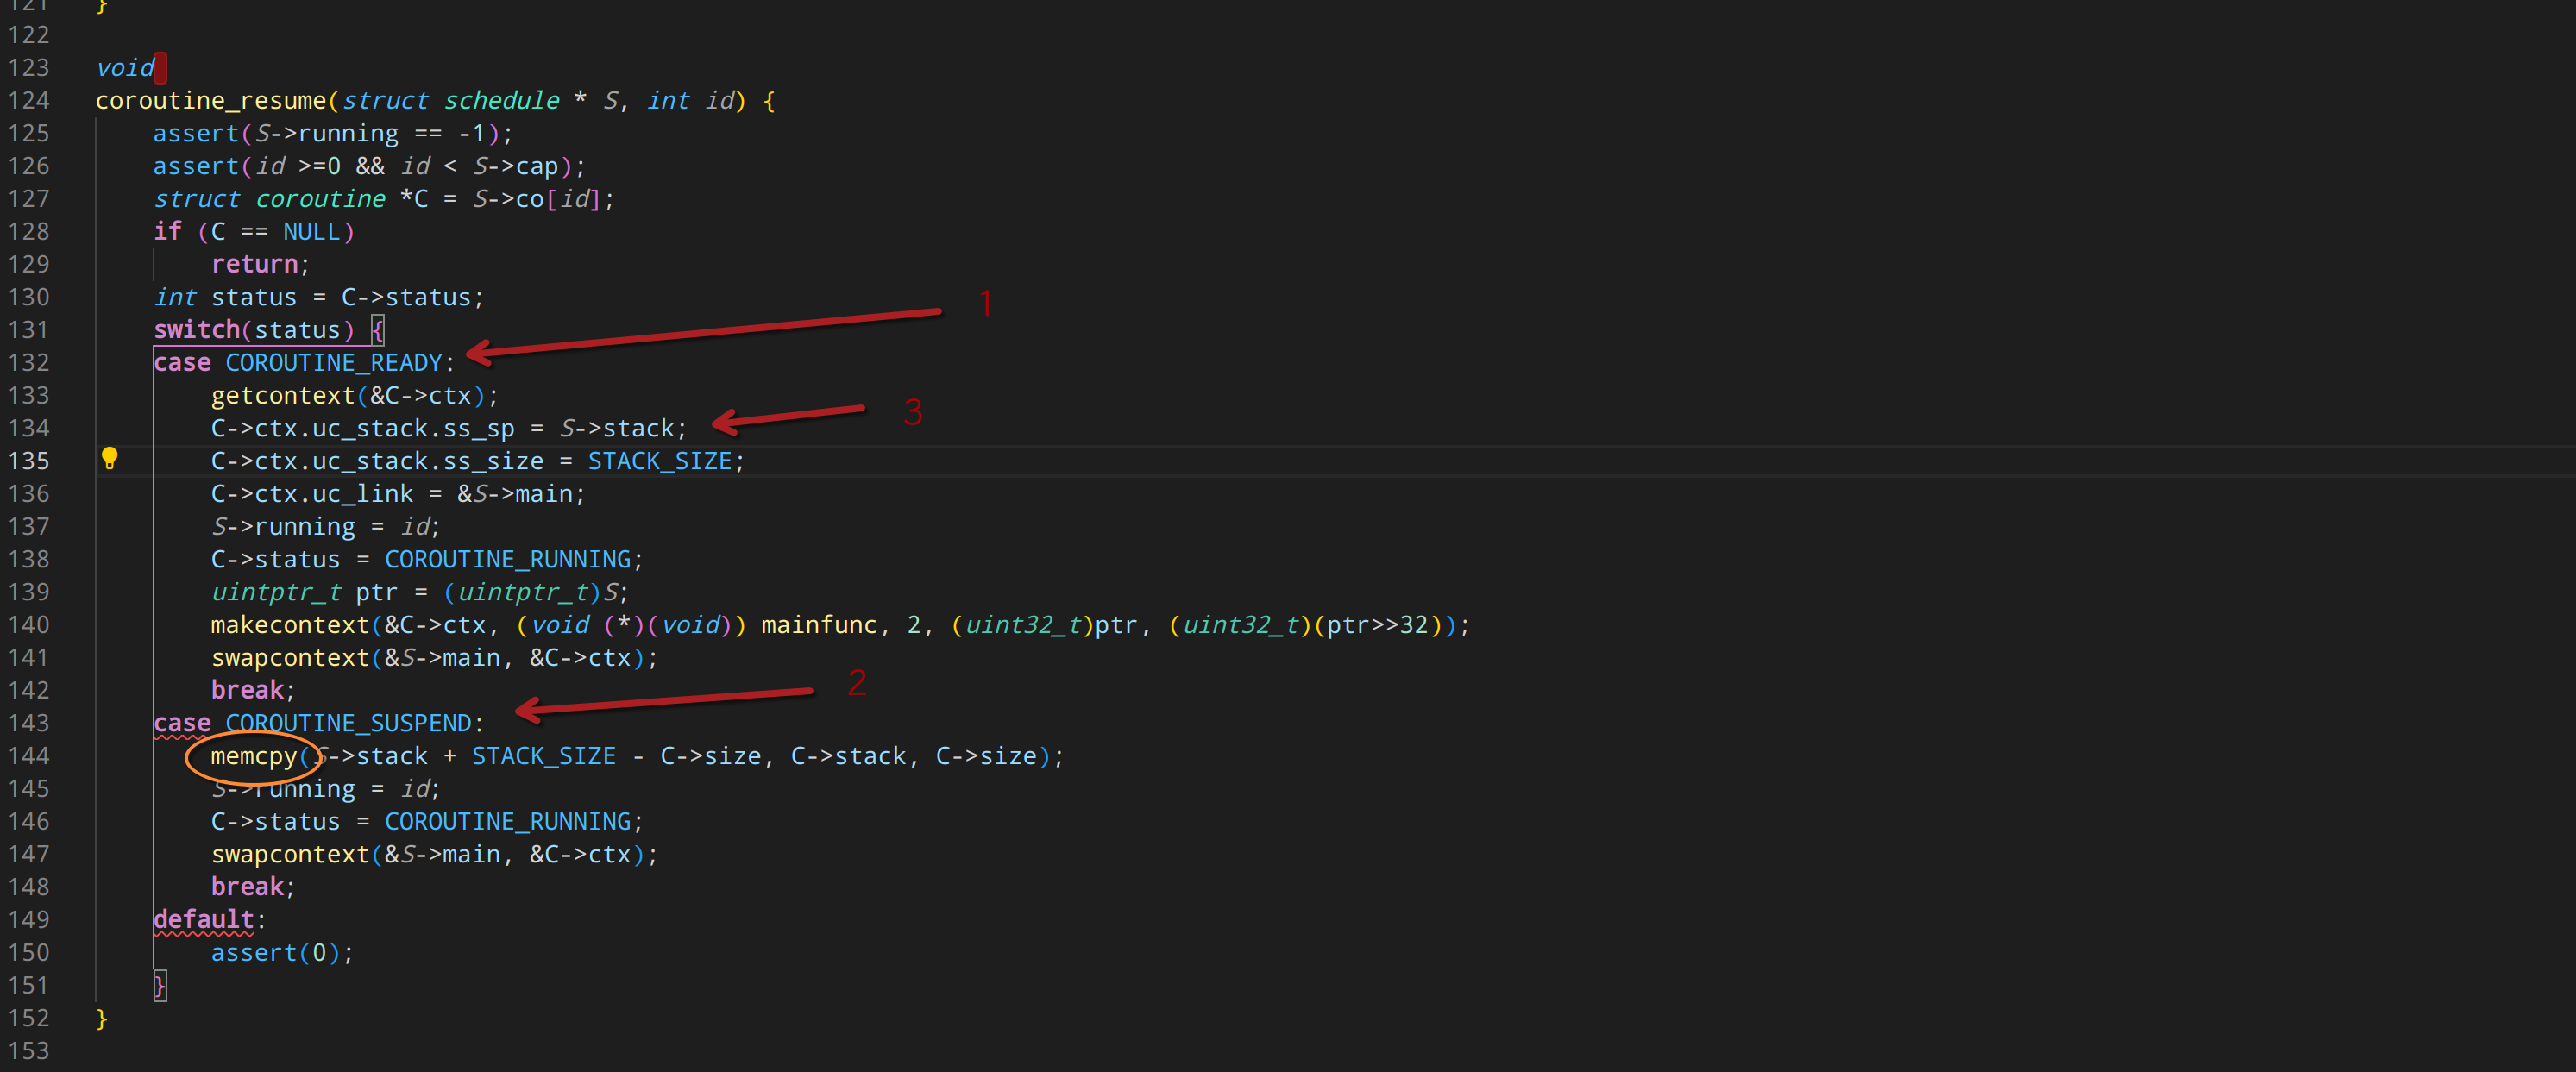 121 }
122
123 void
124 coroutine_resume(struct schedule * S, int id) {
125     assert(S->running == -1);
126     assert(id >=0 && id < S->cap);
127     struct coroutine *C = S->co[id];
128     if (C == NULL)
129         return;
130     int status = C->status;
1
131     switch(status) {
132     case COROUTINE_READY:
133         getcontext(&C->ctx);
3
134         C->ctx.uc_stack.ss_sp = S->stack;
135         C->ctx.uc_stack.ss_size = STACK_SIZE;
136         C->ctx.uc_link = &S->main;
137         S->running = id;
138         C->status = COROUTINE_RUNNING;
139         uintptr_t ptr = (uintptr_t)S;
140         makecontext(&C->ctx, (void (*)(void)) mainfunc, 2, (uint32_t)ptr, (uint32_t)(ptr>>32));
141         swapcontext(&S->main, &C->ctx);
2
142         break;
143     case COROUTINE_SUSPEND:
144         memcpy(S->stack + STACK_SIZE - C->size, C->stack, C->size);
145         S->running = id;
146         C->status = COROUTINE_RUNNING;
147         swapcontext(&S->main, &C->ctx);
148         break;
149     default:
150         assert(0);
151     }
152 }
153